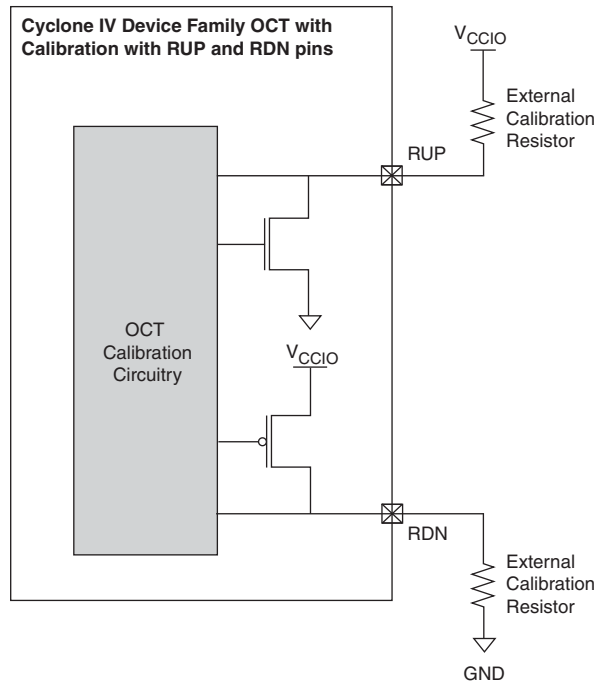 Cyclone IV Device Family OCT with
Calibration with RUP and RDN pins
VCCIO
External
Calibration
Resistor
RUP
OCT
Calibration
Circuitry
VCCIO
RDN
External
Calibration
Resistor
GND